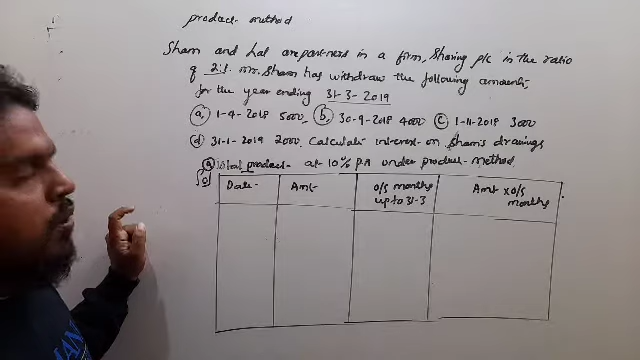 product method
Sham and Lal are partners in a firm, sharing p/c in the ratio
of 2:1. mr. Sham has withdraw the following amounts,
for the year ending 31-3-2019
(a) 1-4-2018 5000 (b) 30-9-2018 4000 (c) 1-11-2018 3000
(d) 31-1-2019 2000. Calculate interest on Sham's drawings
product at 10% P.A under product method.
Date Amt o/s months up to 31-3 Amt x o/s months